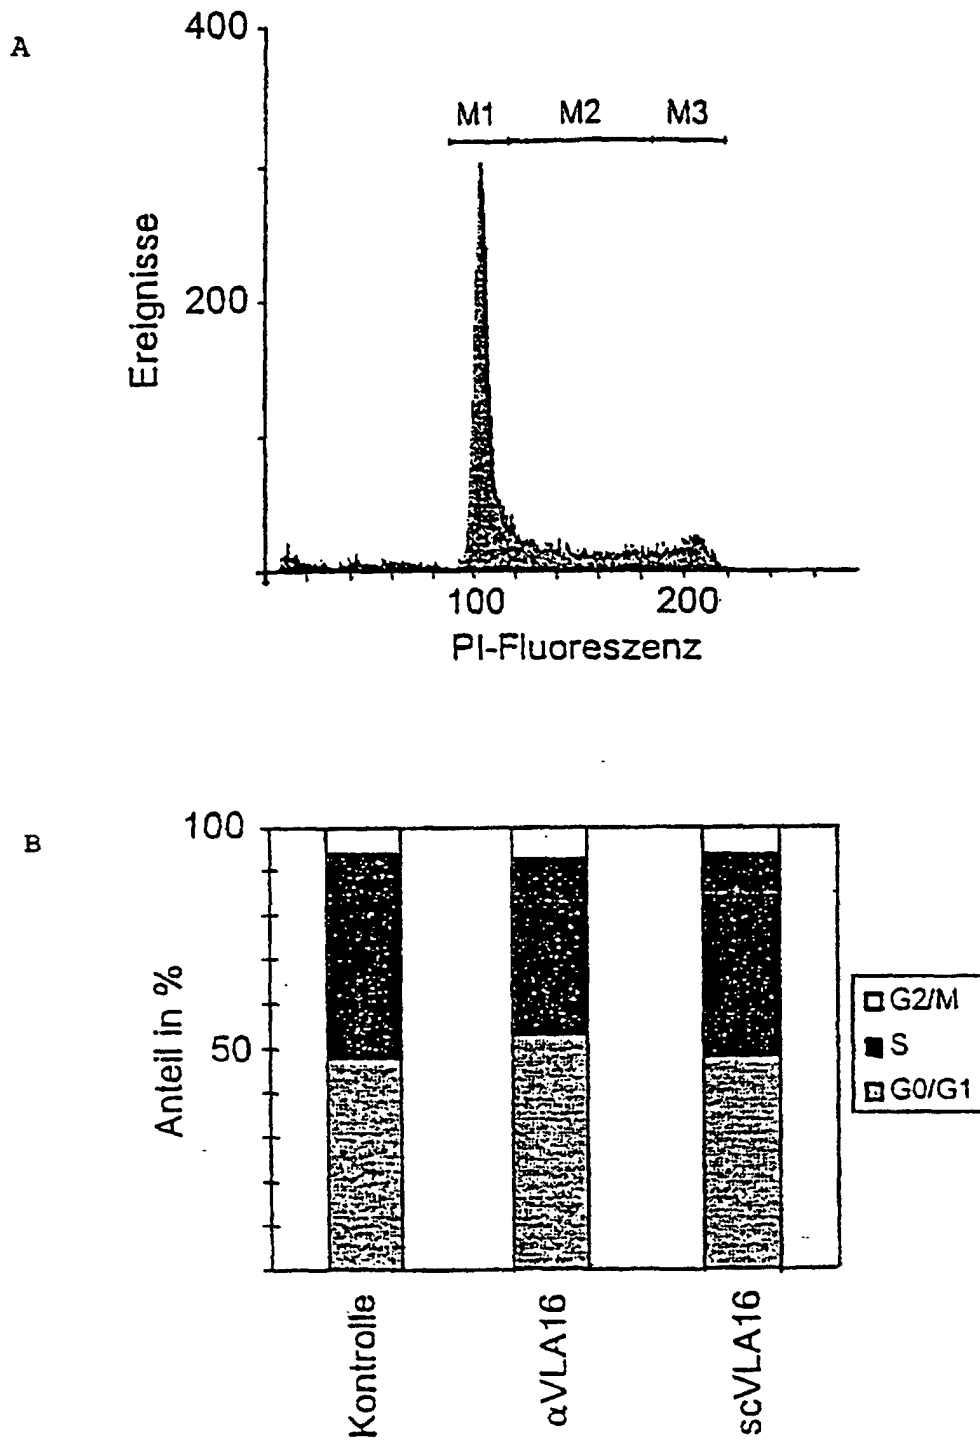 A
400
M1 M2 M3
Ereignisse
200
100 200
PI-Fluoreszenz
B
100
Anteil in %
50
G2/M
S
G0/G1
Kontrolle
αVLA16
scVLA16